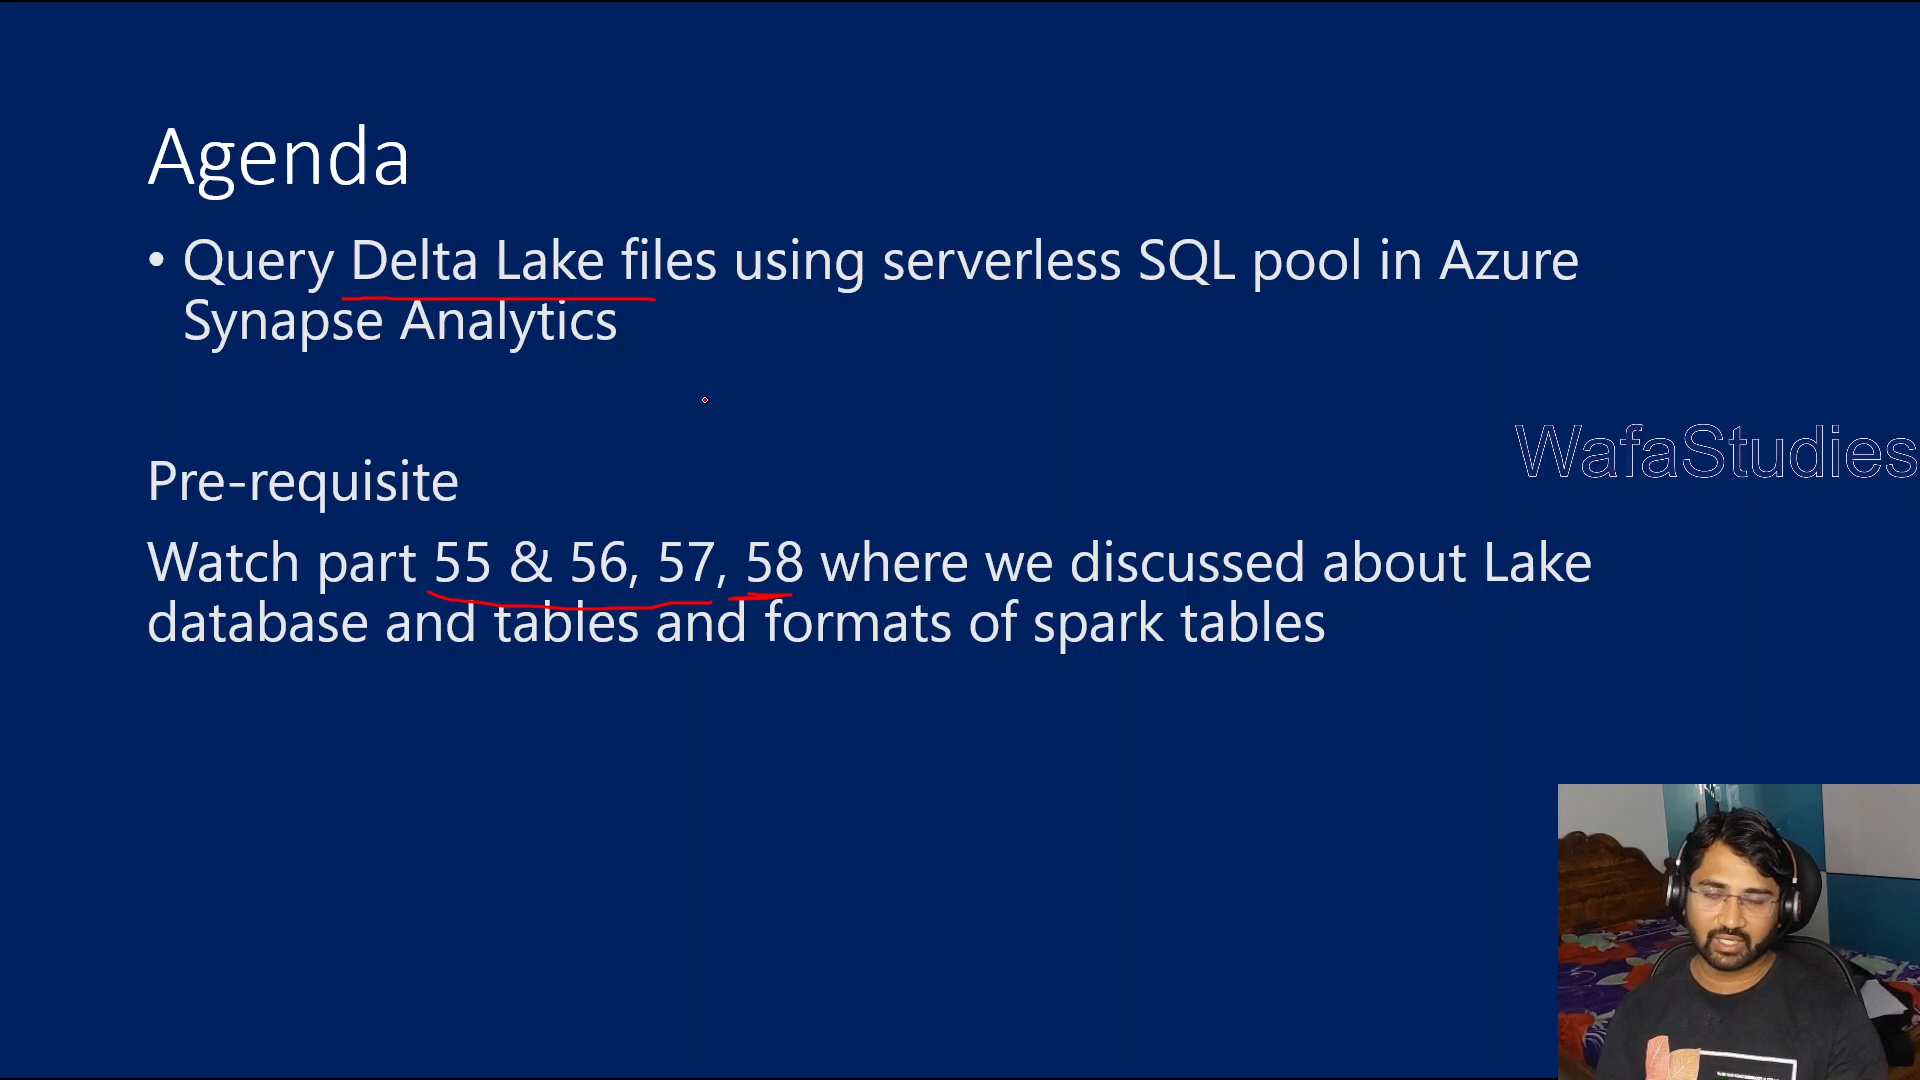 Agenda
• Query Delta Lake files using serverless SQL pool in Azure
Synapse Analytics
WafaStudies
Pre-requisite
Watch part 55 & 56, 57, 58 where we discussed about Lake
database and tables and formats of spark tables